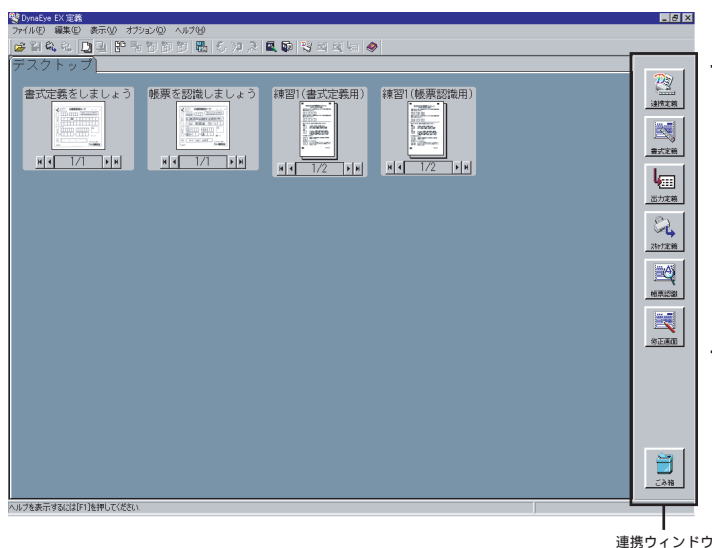 DynaEye EX 定義
ファイル(F) 編集(E) 表示(V) オプション(O) ヘルプ(H)
デスクトップ
書式定義をしましょう
帳票を認識しましょう
練習1(書式定義用)
練習1(帳票認識用)
1/1
1/1
1/2
1/2
連携定義
書式定義
出力定義
スキャナ定義
帳票認識
修正画面
ごみ箱
ヘルプを表示するには[F1]を押してください
連携ウィンドウ